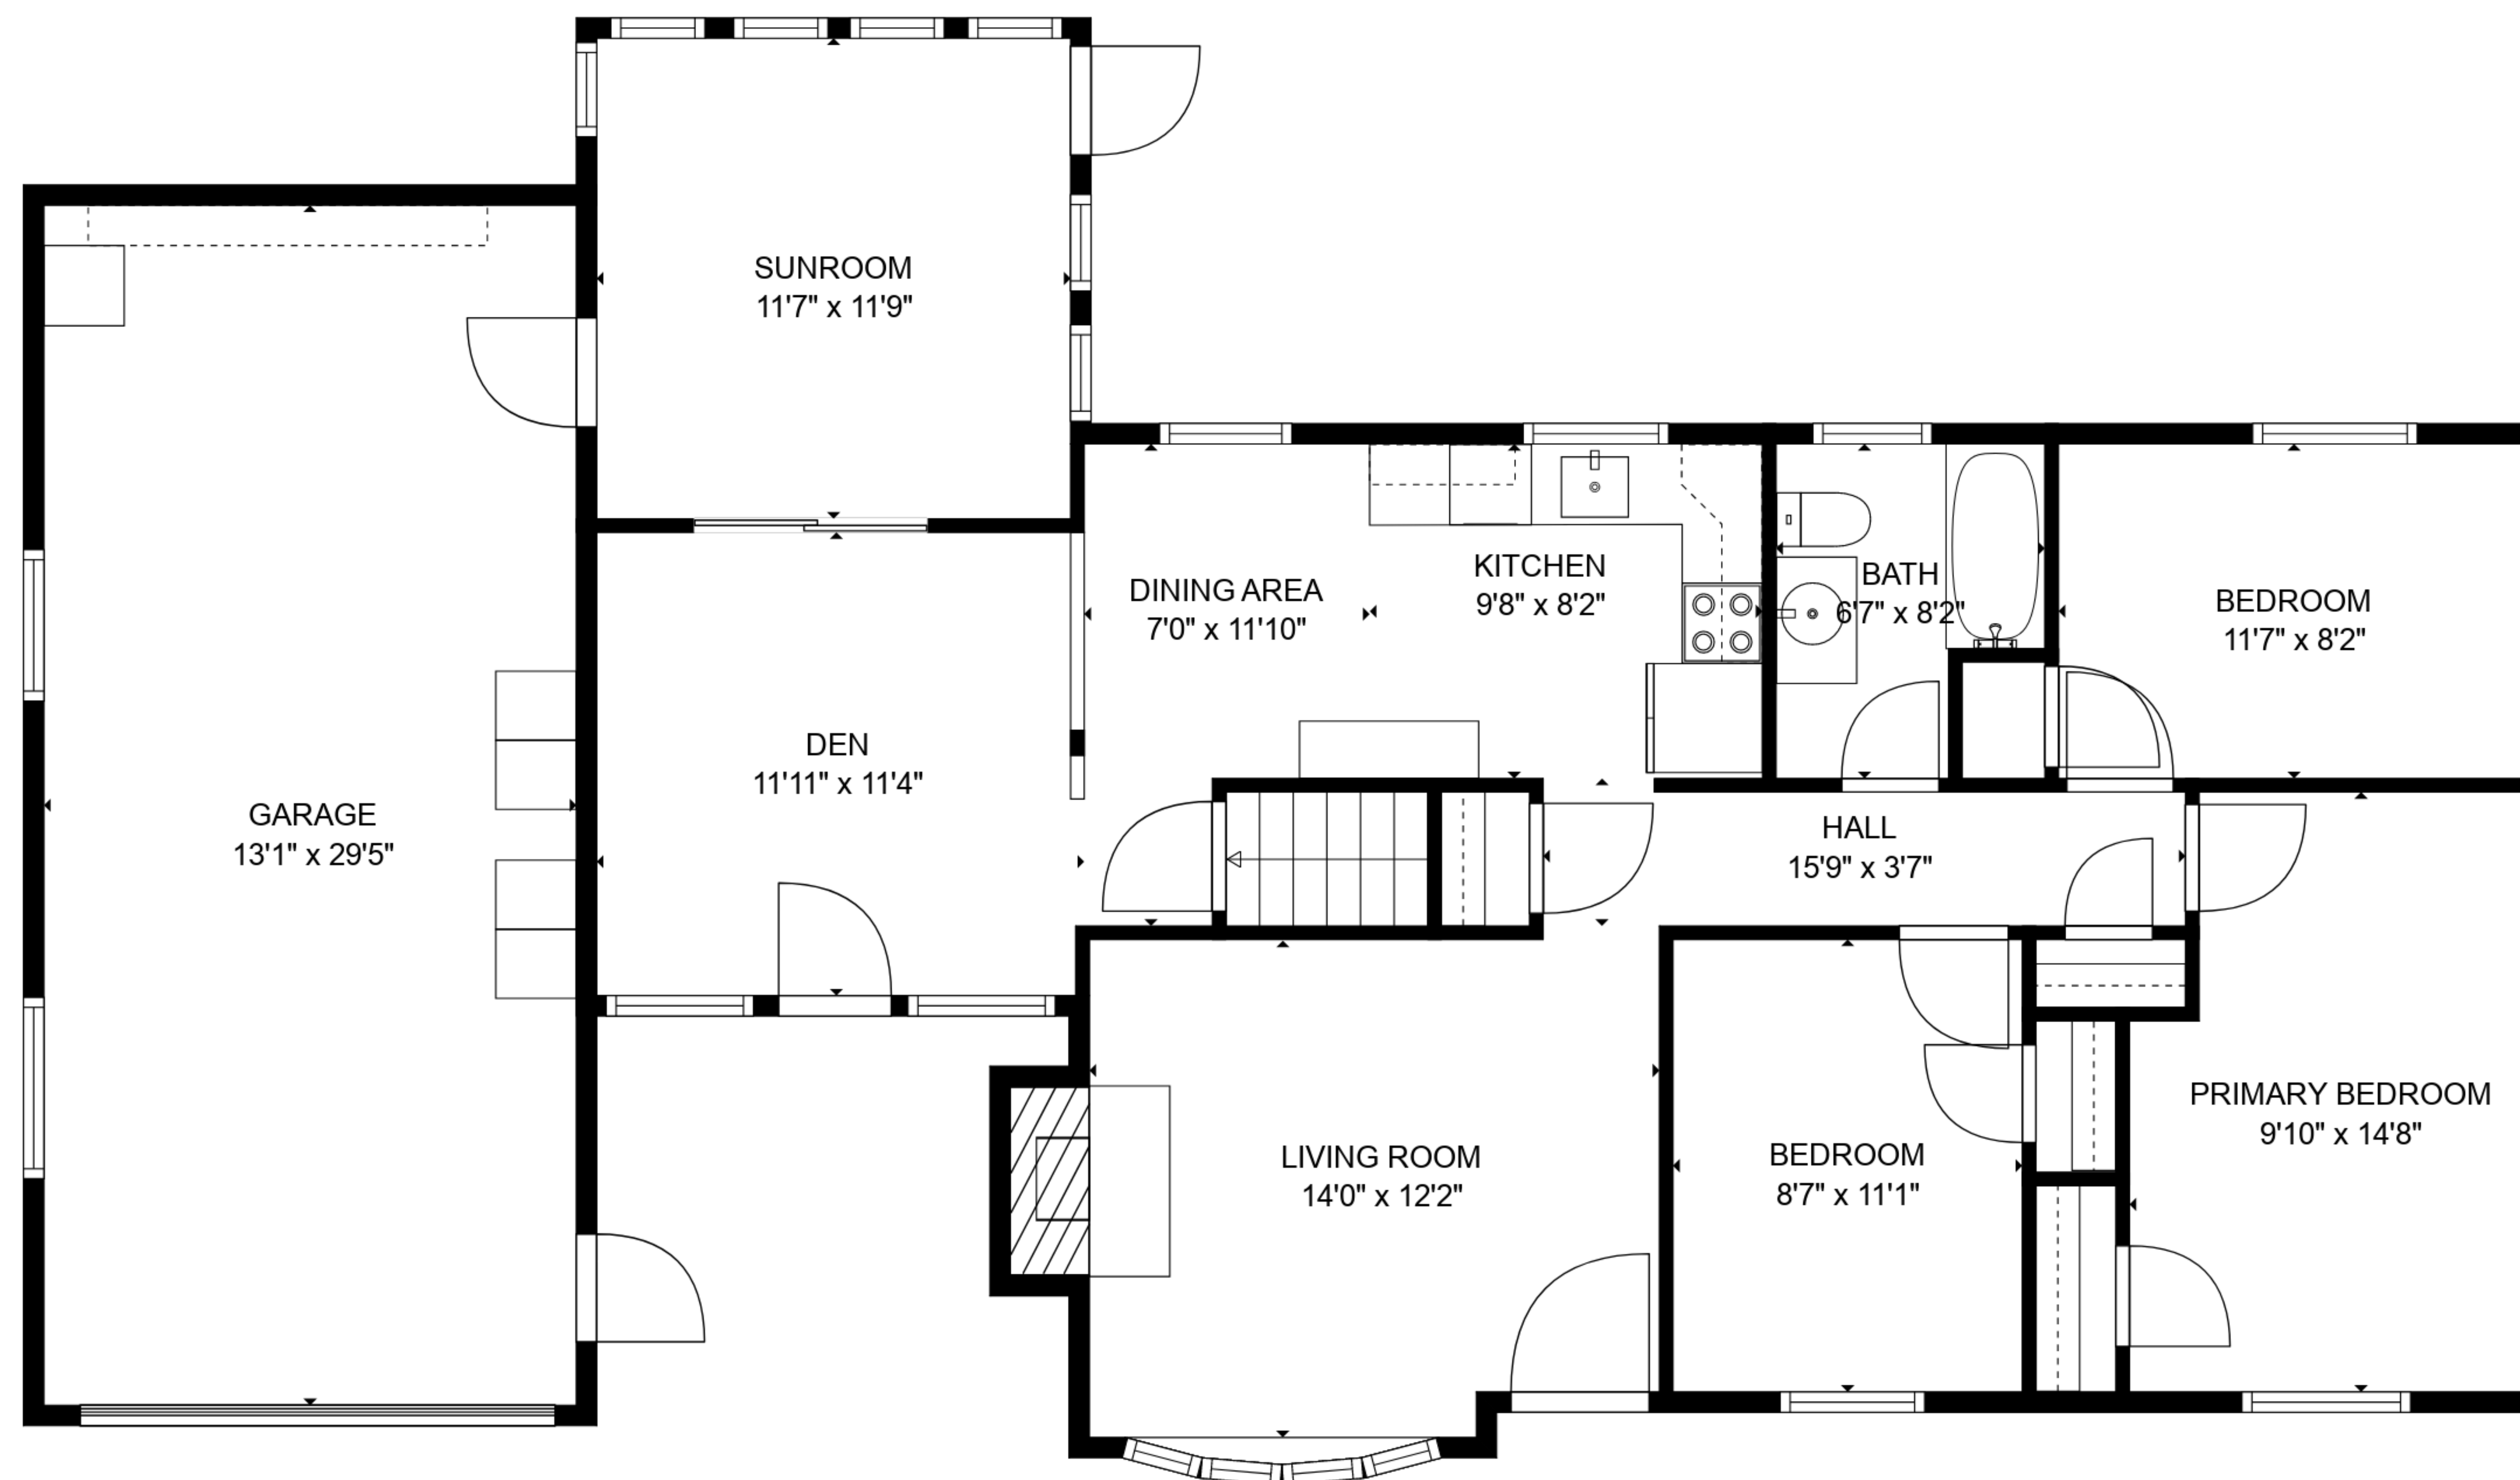 SUNROOM
11'7" x 11'9"
GARAGE
13'1" x 29'5"
DEN
11'11" x 11'4"
DINING AREA
7'0" x 11'10"
KITCHEN
9'8" x 8'2"
BATH
6'7" x 8'2"
BEDROOM
11'7" x 8'2"
HALL
15'9" x 3'7"
LIVING ROOM
14'0" x 12'2"
BEDROOM
8'7" x 11'1"
PRIMARY BEDROOM
9'10" x 14'8"